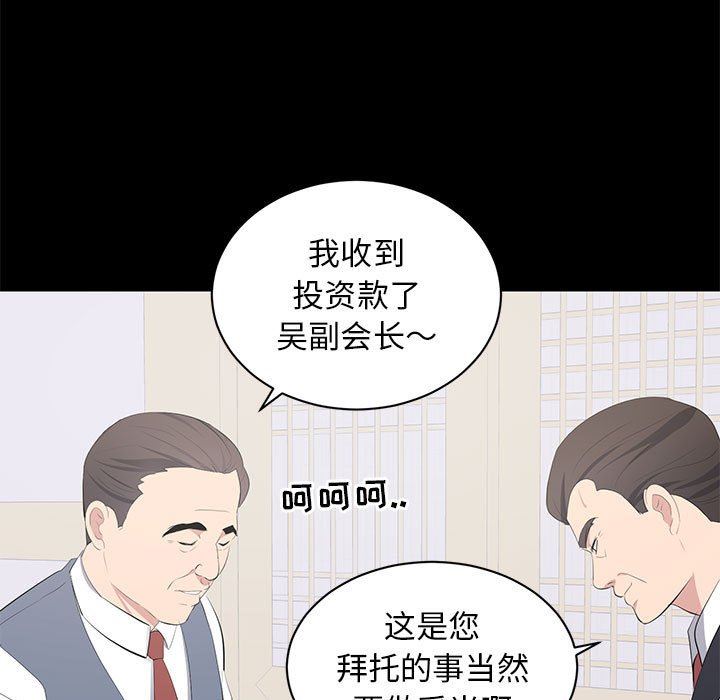 我收到
投资款了
吴副会长～
呵呵呵..
这是您
拜托的事当然